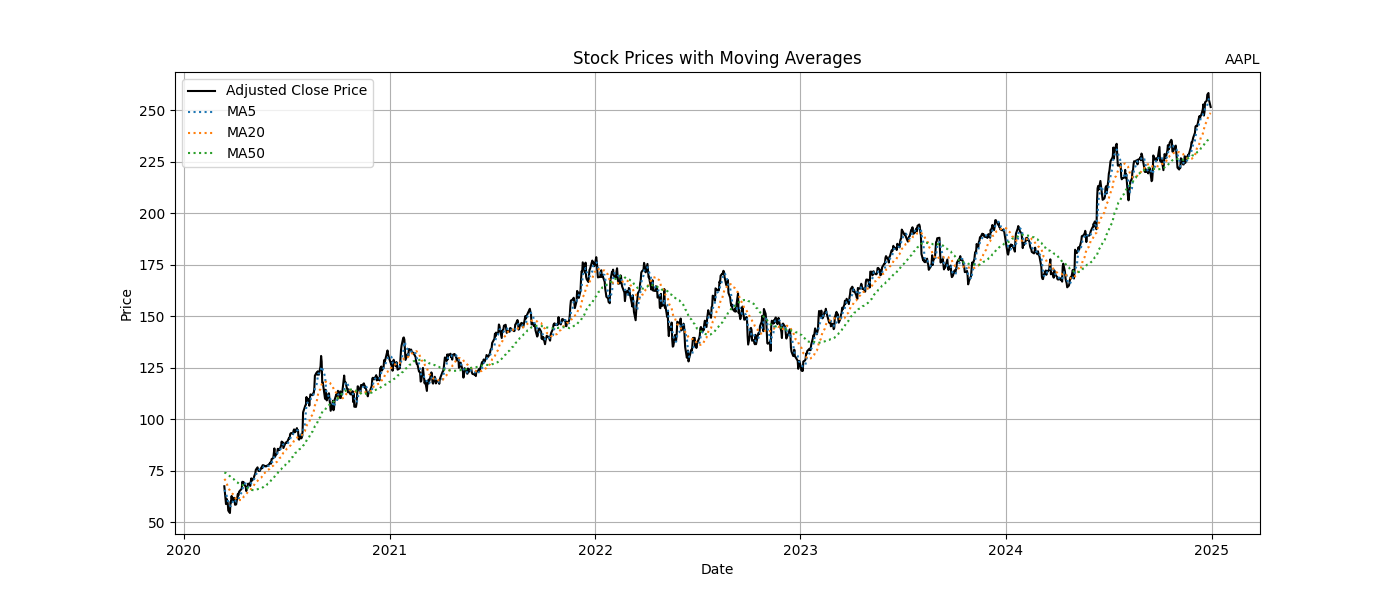 Stock Prices with Moving Averages
AAPL
Adjusted Close Price
MA5
MA20
MA50
250
225
200
175
150
125
100
75
50
Price
2020 2021 2022 2023 2024 2025
Date